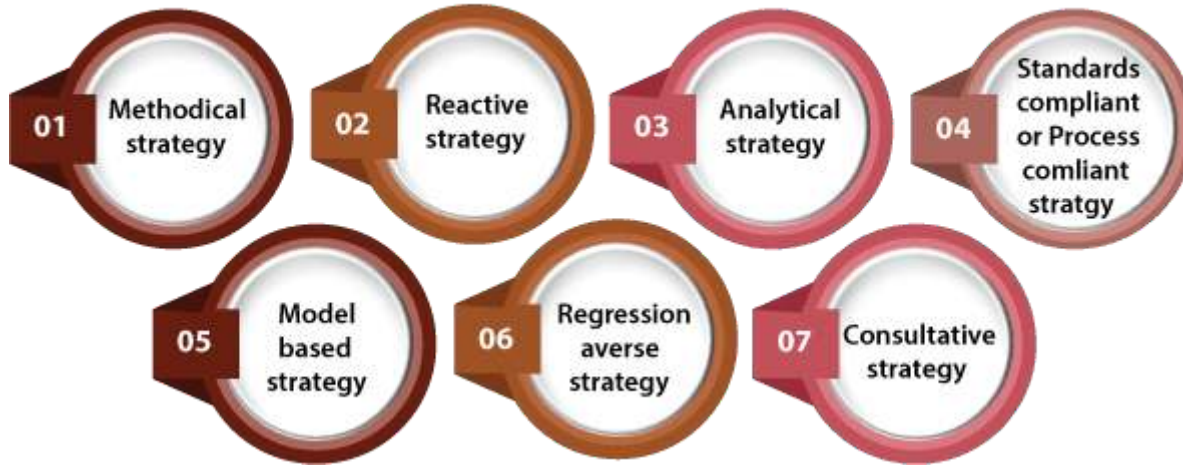 01
Methodical
strategy
02
Reactive
strategy
03
Analytical
strategy
04
Standards
compliant
or Process
comliant
stratgy
05
Model
based
strategy
06
Regression
averse
strategy
07
Consultative
strategy